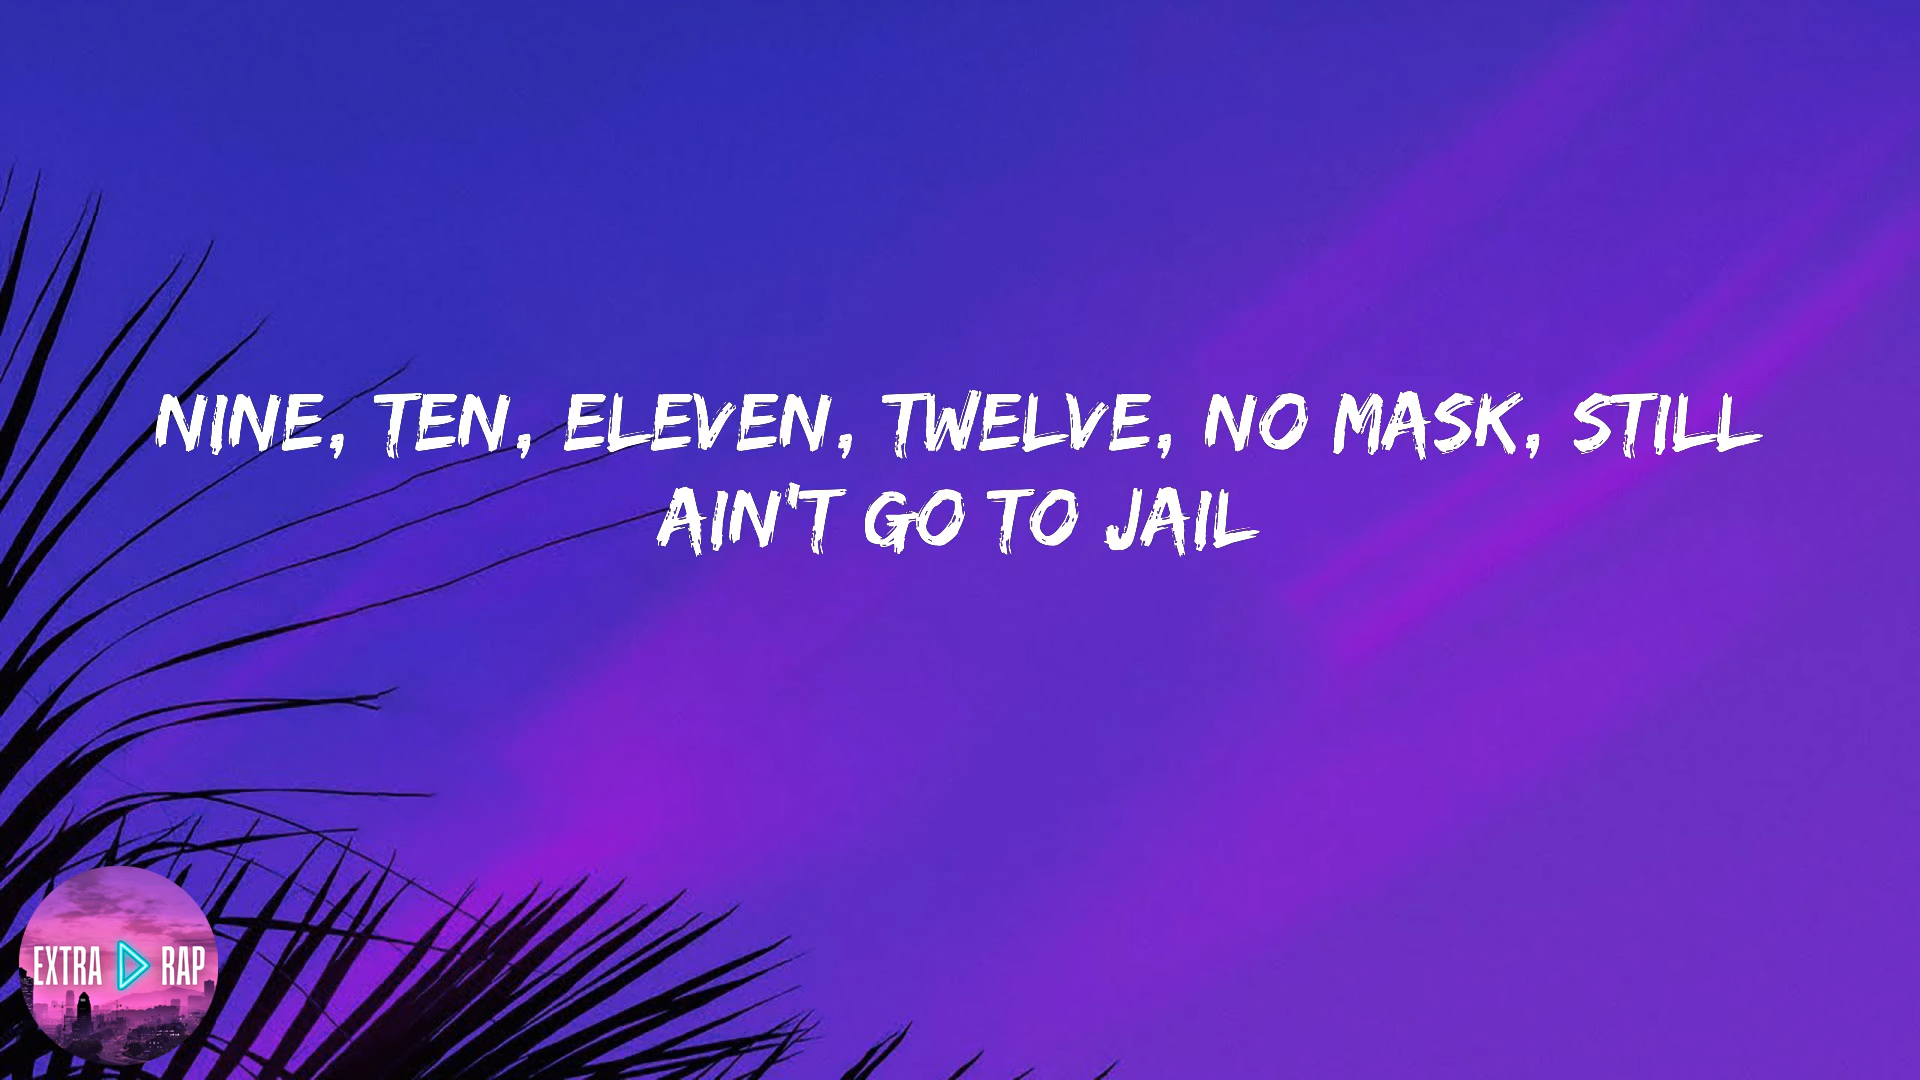 NINE, TEN, ELEVEN, TWELVE, NO MASK, STILL
AIN'T GO TO JAIL
EXTRA RAP